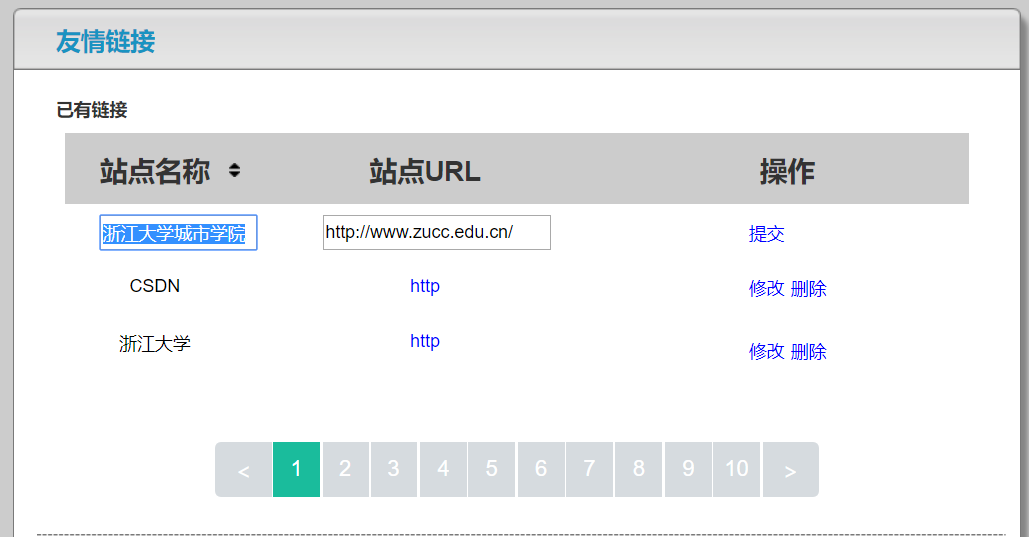 友情链接
已有链接
站点名称 站点URL 操作
浙江大学城市学院 http://www.zucc.edu.cn/ 提交
CSDN http 修改 删除
浙江大学 http 修改 删除
< 1 2 3 4 5 6 7 8 9 10 >